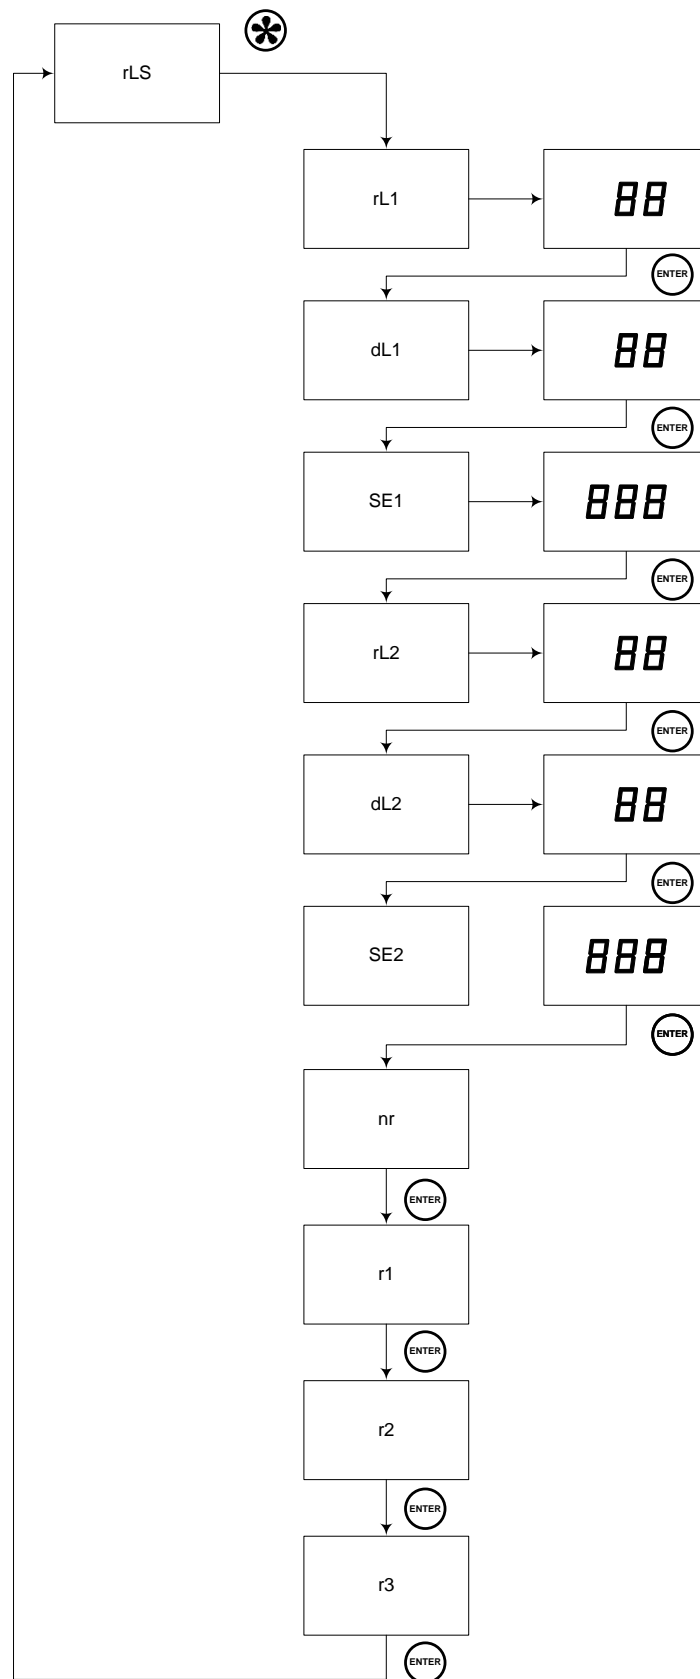 rLS
rL1
88
ENTER
dL1
88
ENTER
SE1
888
ENTER
rL2
88
ENTER
dL2
88
ENTER
SE2
888
ENTER
nr
ENTER
r1
ENTER
r2
ENTER
r3
ENTER